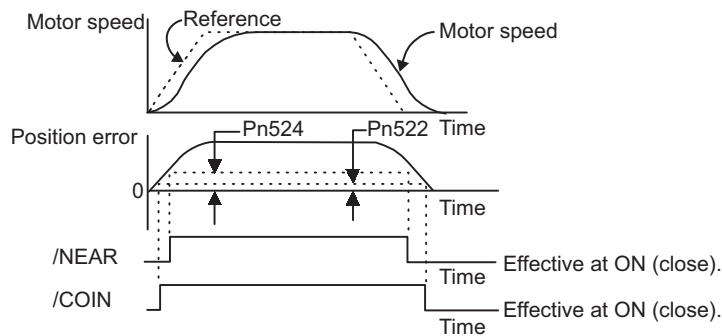 Motor speed
Reference
Motor speed
Time
Position error
Pn524
Pn522
0
Time
/NEAR
Effective at ON (close).
Time
/COIN
Effective at ON (close).
Time